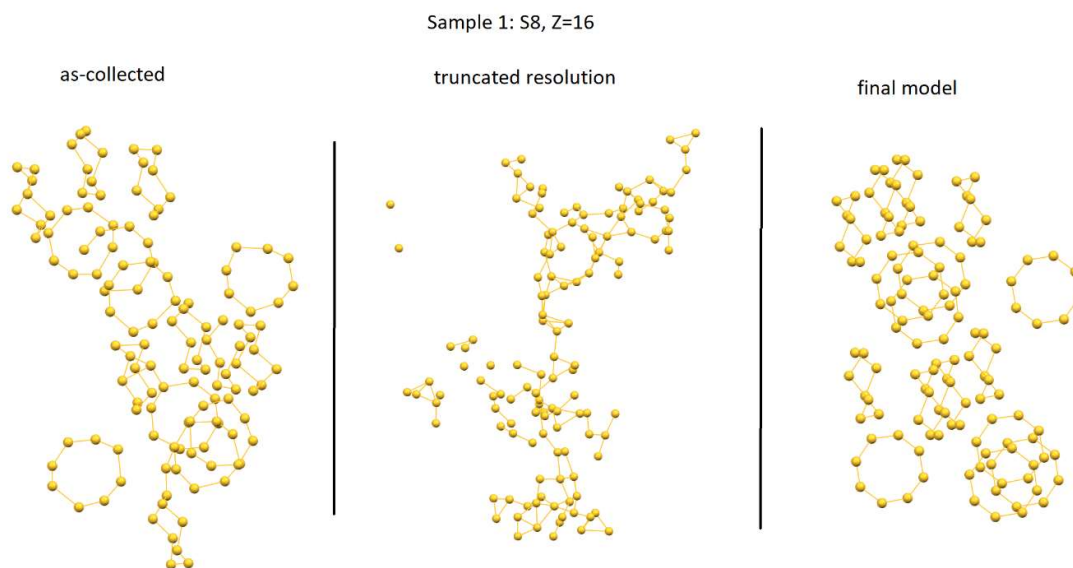 Sample 1: S8, Z=16
as-collected
truncated resolution
final model